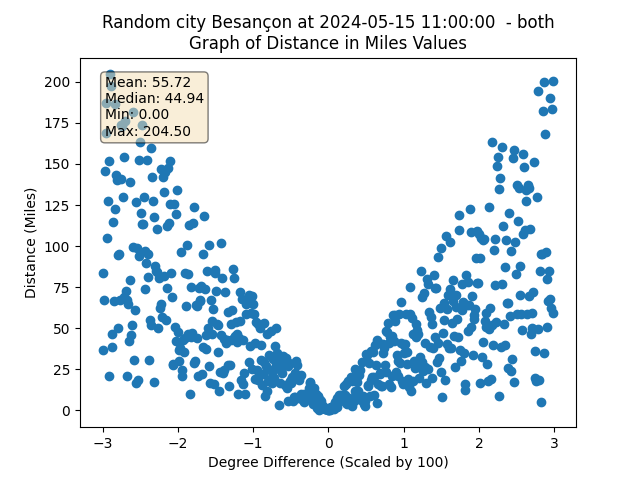 Random city Besançon at 2024-05-15 11:00:00  - both
Graph of Distance in Miles Values
Mean: 55.72
Median: 44.94
Min: 0.00
Max: 204.50
Distance (Miles)
200
175
150
125
100
75
50
25
0
−3
−2
−1
0
1
2
3
Degree Difference (Scaled by 100)